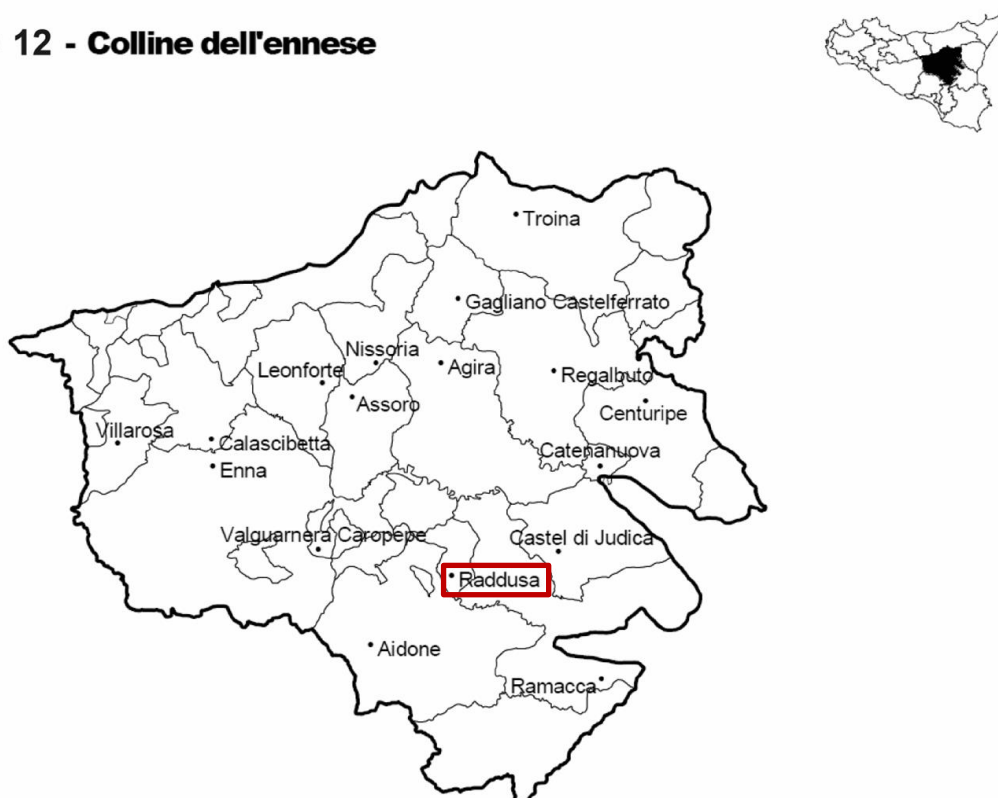 12 - Colline dell'ennese
Troina
Gagliano Castelferrato
Nissoria
Leonforte
Agira
Regalbuto
Assoro
Centuripe
Villarosa
Calascibetta
Catenanuova
Enna
Valguarnera Caropepe
Castel di Judica
Raddusa
Aidone
Ramacca